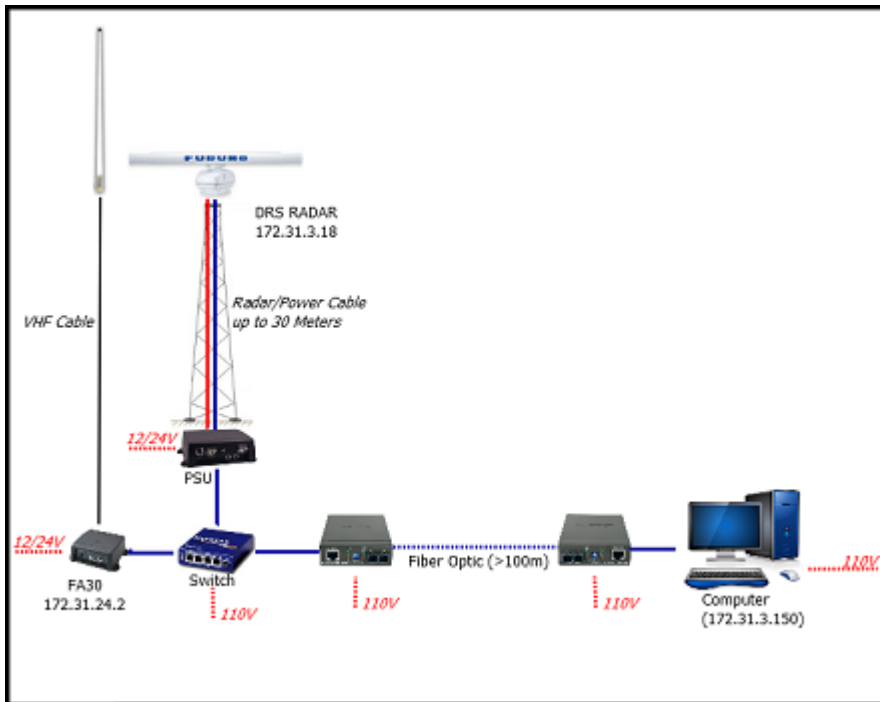 FURUNO
DRS RADAR
172.31.3.18
VHF Cable
Radar/Power Cable
up to 30 Meters
12/24V
PSU
12/24V
FA30
172.31.24.2
Switch
110V
110V
Fiber Optic (>100m)
110V
Computer
(172.31.3.150)
110V